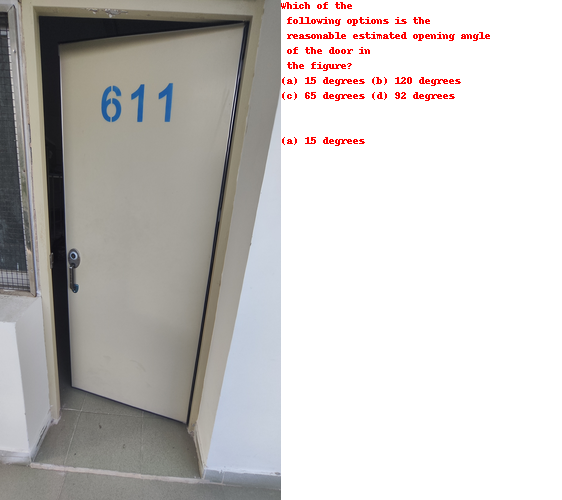 611
Which of the
following options is the
reasonable estimated opening angle
of the door in
the figure?
(a) 15 degrees (b) 120 degrees
(c) 65 degrees (d) 92 degrees
(a) 15 degrees